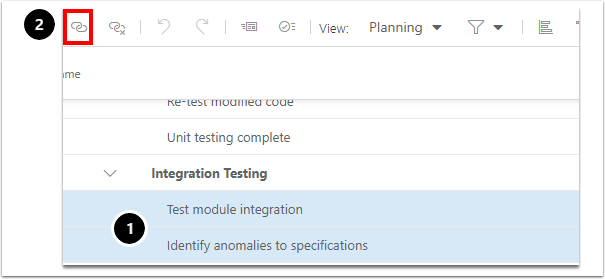 2
View: Planning
ame
Re-test modified code
Unit testing complete
Integration Testing
Test module integration
1
Identify anomalies to specifications